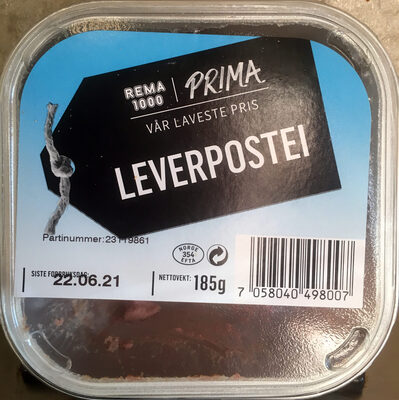 REMA 1000 | PRIMA
VÅR LAVESTE PRIS
LEVERPOSTEI
Partinummer:23119861
NORGE
354
EFTA
SISTE FORBRUKSDAG:
22.06.21
NETTOVEKT: 185g
7 058040 498007